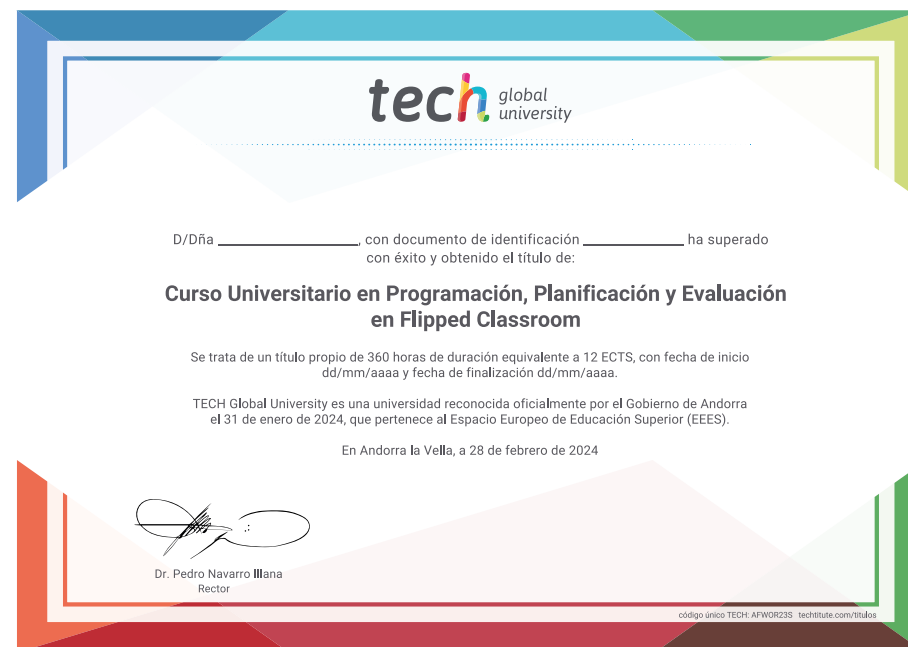 tech global
university
D/Dña ____________________, con documento de identificación ______________ ha superado
con éxito y obtenido el título de:
Curso Universitario en Programación, Planificación y Evaluación
en Flipped Classroom
Se trata de un título propio de 360 horas de duración equivalente a 12 ECTS, con fecha de inicio
dd/mm/aaaa y fecha de finalización dd/mm/aaaa.
TECH Global University es una universidad reconocida oficialmente por el Gobierno de Andorra
el 31 de enero de 2024, que pertenece al Espacio Europeo de Educación Superior (EEES).
En Andorra la Vella, a 28 de febrero de 2024
Dr. Pedro Navarro Illana
Rector
código único TECH: AFWOR23S techtitute.com/titulos